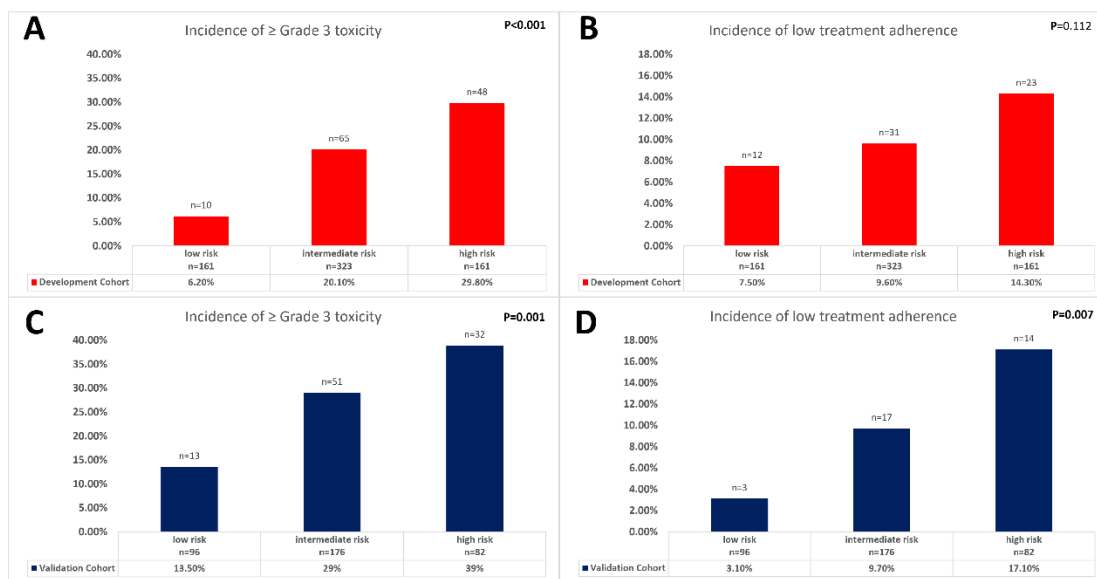 A
Incidence of ≥ Grade 3 toxicity
P<0.001
40.00%
35.00%
30.00%
25.00%
20.00%
15.00%
10.00%
5.00%
0.00%
n=10
n=65
n=48
low risk
n=161
intermediate risk
n=323
high risk
n=161
Development Cohort 6.20% 20.10% 29.80%
B
Incidence of low treatment adherence
P=0.112
18.00%
16.00%
14.00%
12.00%
10.00%
8.00%
6.00%
4.00%
2.00%
0.00%
n=12
n=31
n=23
low risk
n=161
intermediate risk
n=323
high risk
n=161
Development Cohort 7.50% 9.60% 14.30%
C
Incidence of ≥ Grade 3 toxicity
P=0.001
40.00%
35.00%
30.00%
25.00%
20.00%
15.00%
10.00%
5.00%
0.00%
n=13
n=51
n=32
low risk
n=96
intermediate risk
n=176
high risk
n=82
Validation Cohort 13.50% 29% 39%
D
Incidence of low treatment adherence
P=0.007
18.00%
16.00%
14.00%
12.00%
10.00%
8.00%
6.00%
4.00%
2.00%
0.00%
n=3
n=17
n=14
low risk
n=96
intermediate risk
n=176
high risk
n=82
Validation Cohort 3.10% 9.70% 17.10%